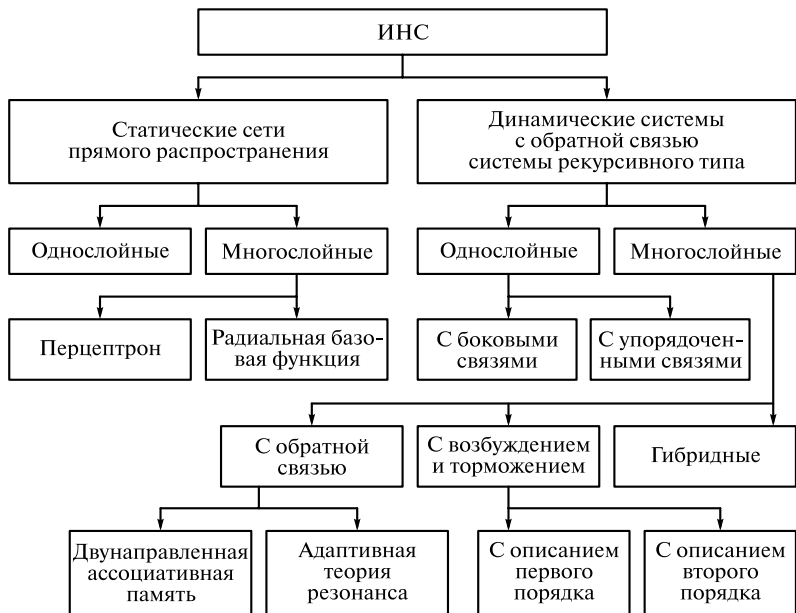 ИНС
Статические сети
прямого распространения
Динамические системы
с обратной связью
системы рекурсивного типа
Однослойные
Многослойные
Однослойные
Многослойные
Перцептрон
Радиальная базо-
вая функция
С боковыми
связями
С упорядочен-
ными связями
С обратной
связью
С возбуждением
и торможением
Гибридные
Двунаправленная
ассоциативная
память
Адаптивная
теория
резонанса
С описанием
первого
порядка
С описанием
второго
порядка